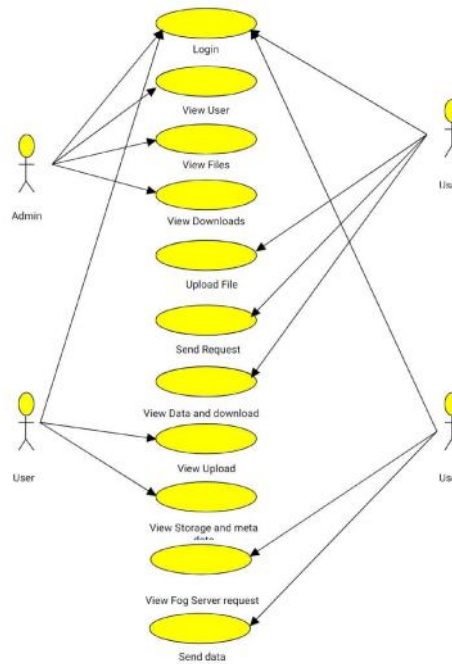 Login
View User
View Files
Admin
View Downloads
Upload File
Send Request
View Data and download
View Upload
User
View Storage and meta
View Fog Server request
Send data